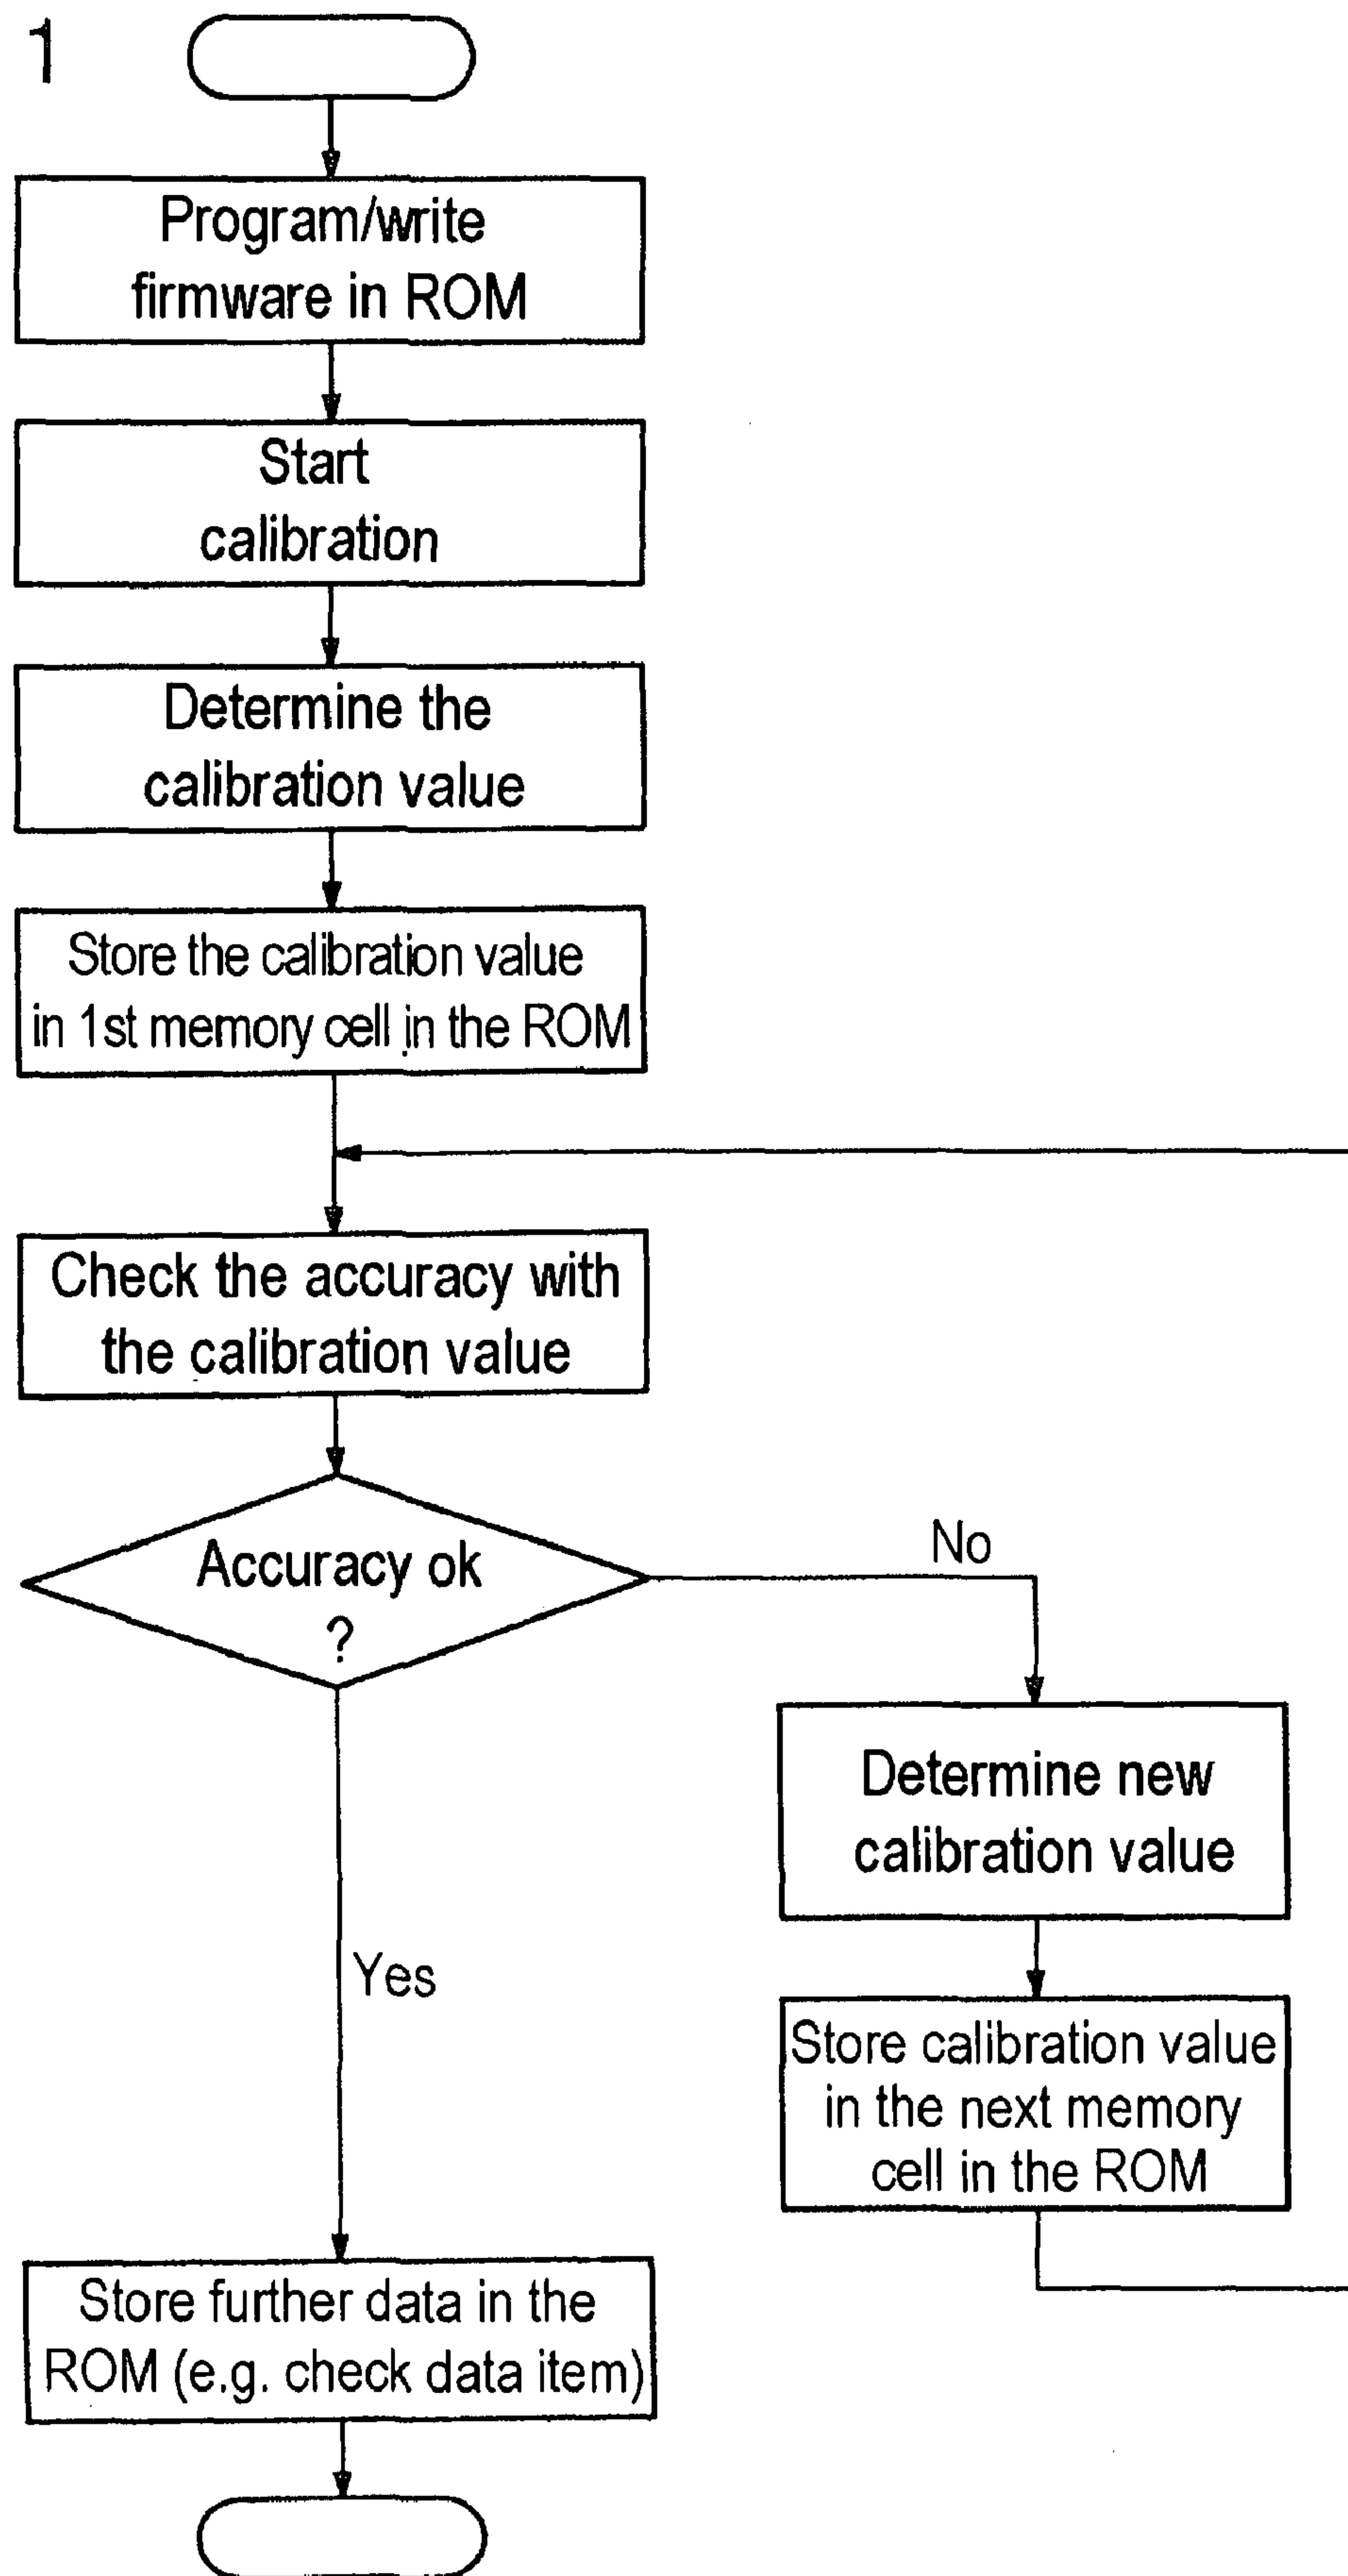 1
Program/write
firmware in ROM
Start
calibration
Determine the
calibration value
Store the calibration value
in 1st memory cell in the ROM
Check the accuracy with
the calibration value
Accuracy ok
?
No
Determine new
calibration value
Yes
Store calibration value
in the next memory
cell in the ROM
Store further data in the
ROM (e.g. check data item)